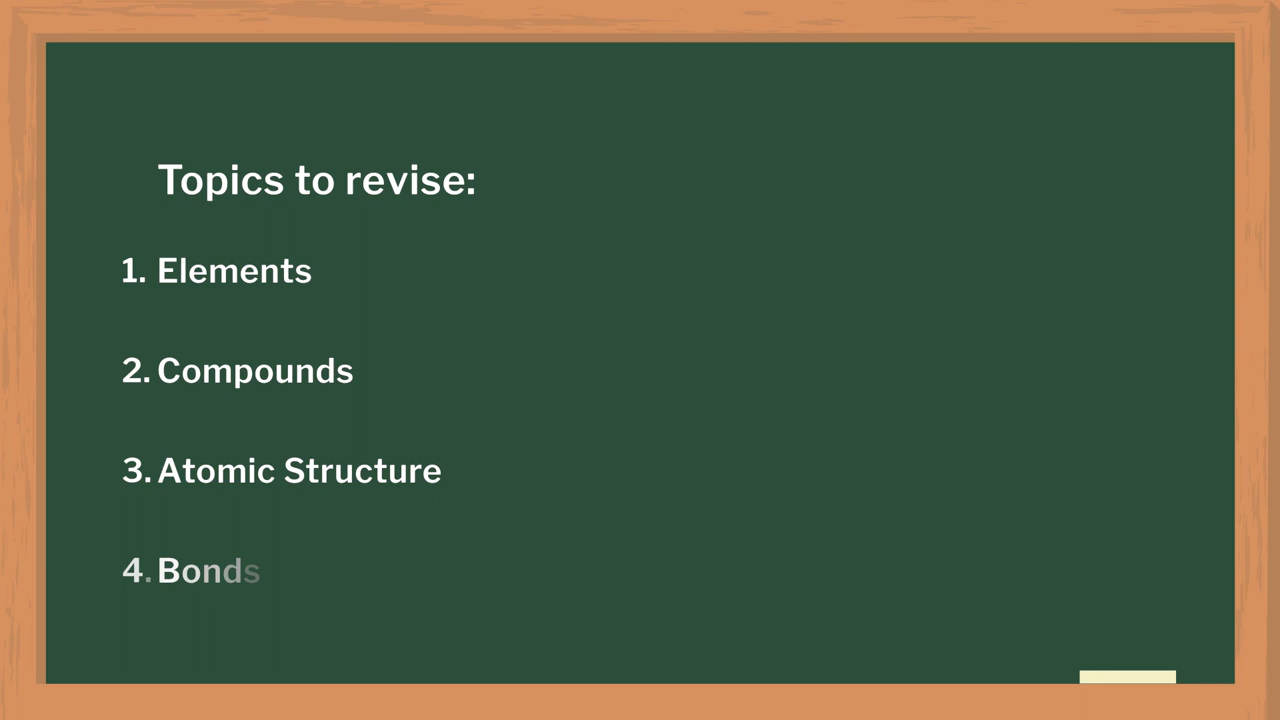 Topics to revise:
1. Elements
2. Compounds
3. Atomic Structure
4. Bonds